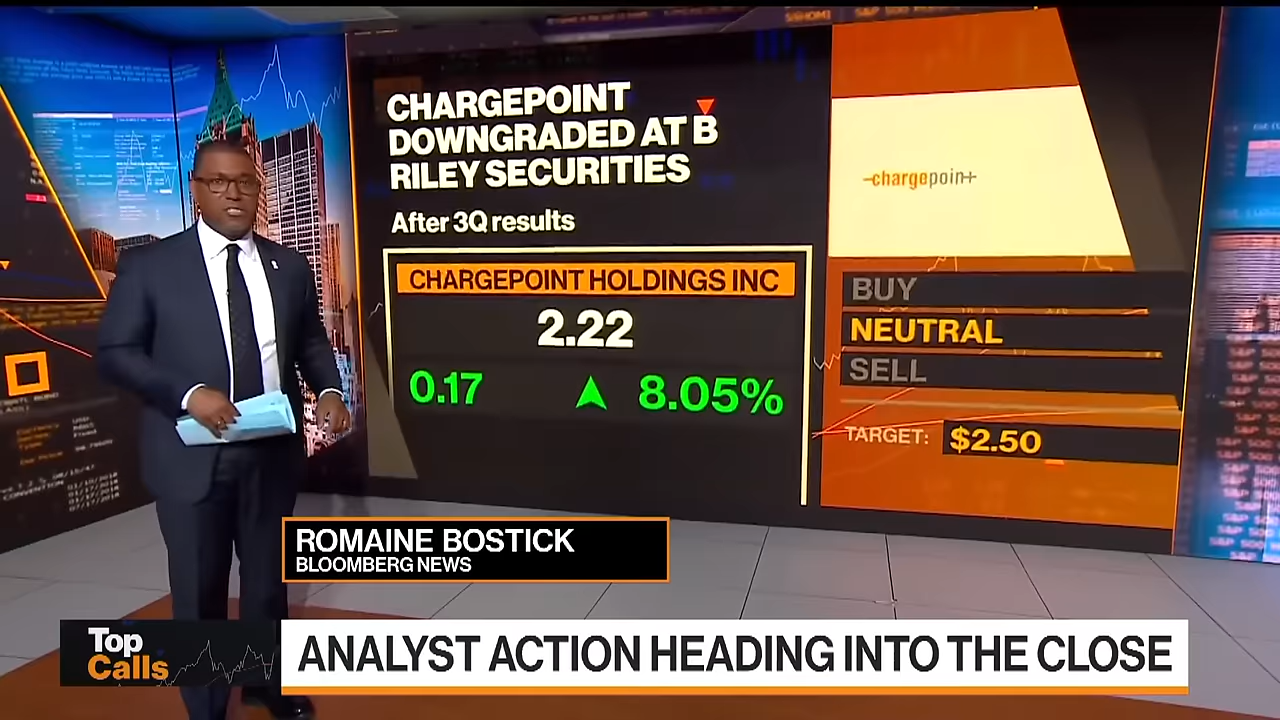 CHARGEPOINT
DOWNGRADED AT B
RILEY SECURITIES
After 3Q results
CHARGEPOINT HOLDINGS INC
2.22
0.17 8.05%
-chargepoin+
BUY
NEUTRAL
SELL
TARGET: $2.50
ROMAINE BOSTICK
BLOOMBERG NEWS
Top
Calls
ANALYST ACTION HEADING INTO THE CLOSE